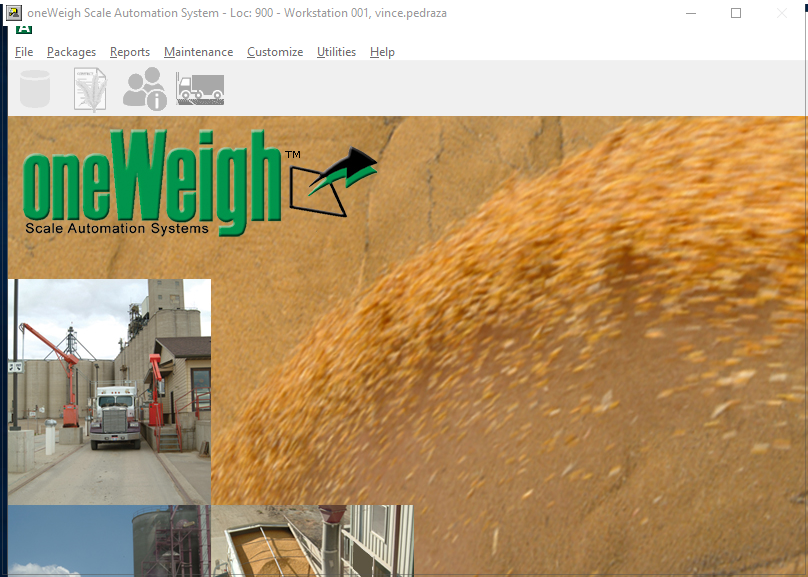 oneWeigh Scale Automation System - Loc: 900 - Workstation 001, vince.pedraza
File Packages Reports Maintenance Customize Utilities Help
oneWeigh™
Scale Automation Systems